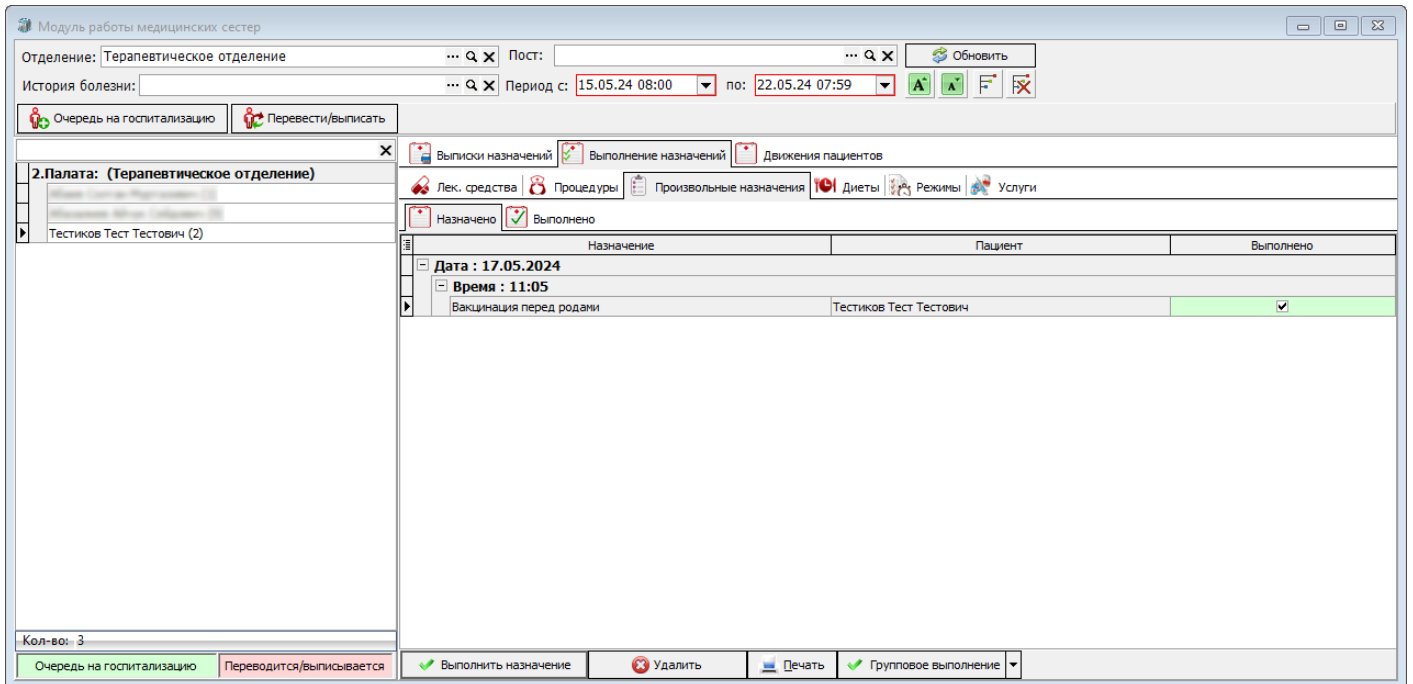 Модуль работы медицинских сестер
Отделение: Терапевтическое отделение ... Пост: ... Обновить
История болезни: ... Период с: 15.05.24 08:00 по: 22.05.24 07:59
Очередь на госпитализацию Перевести/выписать
Выписки назначений Выполнение назначений Движения пациентов
2.Палата: (Терапевтическое отделение)
Лек. средства Процедуры Произвольные назначения Диеты Режимы Услуги
Назначено Выполнено
Тестиков Тест Тестович (2)
Назначение Пациент Выполнено
Дата : 17.05.2024
Время : 11:05
Вакцинация перед родами Тестиков Тест Тестович
Кол-во: 3
Очередь на госпитализацию Переводится/выписывается Выполнить назначение Удалить Печать Групповое выполнение